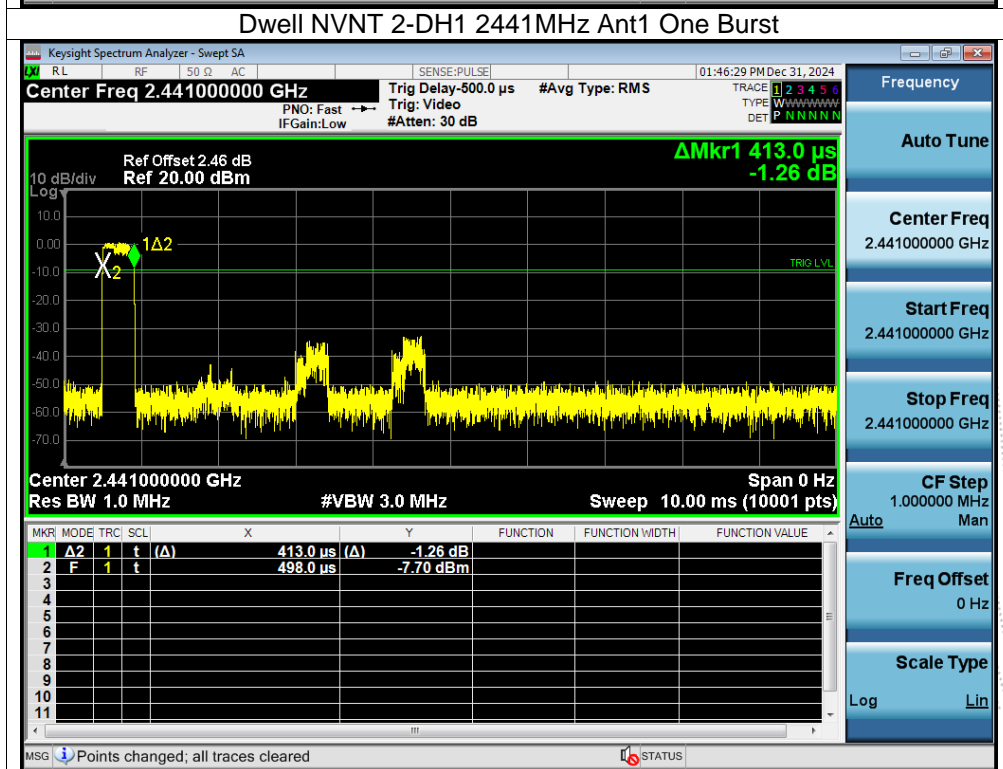 Dwell NVNT 2-DH1 2441MHz Ant1 One Burst
Keysight Spectrum Analyzer - Swept SA
LXI RL RF 50 Ω AC SENSE:PULSE 01:46:29 PM Dec 31, 2024
Center Freq 2.441000000 GHz
PNO: Fast
IFGain:Low
Trig Delay-500.0 µs
Trig: Video
#Atten: 30 dB
#Avg Type: RMS
TRACE 1 2 3 4 5 6
TYPE WWWWWW
DET P N N N N N
Frequency
Auto Tune
Center Freq
2.441000000 GHz
Start Freq
2.441000000 GHz
Stop Freq
2.441000000 GHz
CF Step
1.000000 MHz
Auto Man
Freq Offset
0 Hz
Scale Type
Log Lin
ΔMkr1 413.0 µs
-1.26 dB
Ref Offset 2.46 dB
10 dB/div Ref 20.00 dBm
Log
10.0
0.00
-10.0
-20.0
-30.0
-40.0
-50.0
-60.0
-70.0
1Δ2
2
TRIG LVL
Center 2.441000000 GHz Span 0 Hz
Res BW 1.0 MHz #VBW 3.0 MHz Sweep 10.00 ms (10001 pts)
MKR MODE TRC SCL X Y FUNCTION FUNCTION WIDTH FUNCTION VALUE
1 Δ2 1 t (Δ) 413.0 µs (Δ) -1.26 dB
2 F 1 t 498.0 µs -7.70 dBm
3
4
5
6
7
8
9
10
11
MSG Points changed; all traces cleared STATUS